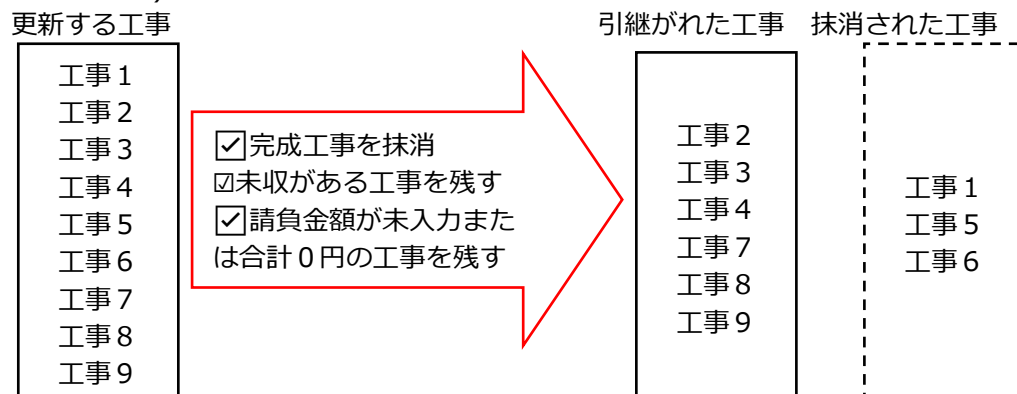 更新する工事
工事１
工事２
工事３
工事４
工事５
工事６
工事７
工事８
工事９
☑完成工事を抹消
☑未収がある工事を残す
☑請負金額が未入力また
は合計０円の工事を残す
引継がれた工事
工事２
工事３
工事４
工事７
工事８
工事９
抹消された工事
工事１
工事５
工事６